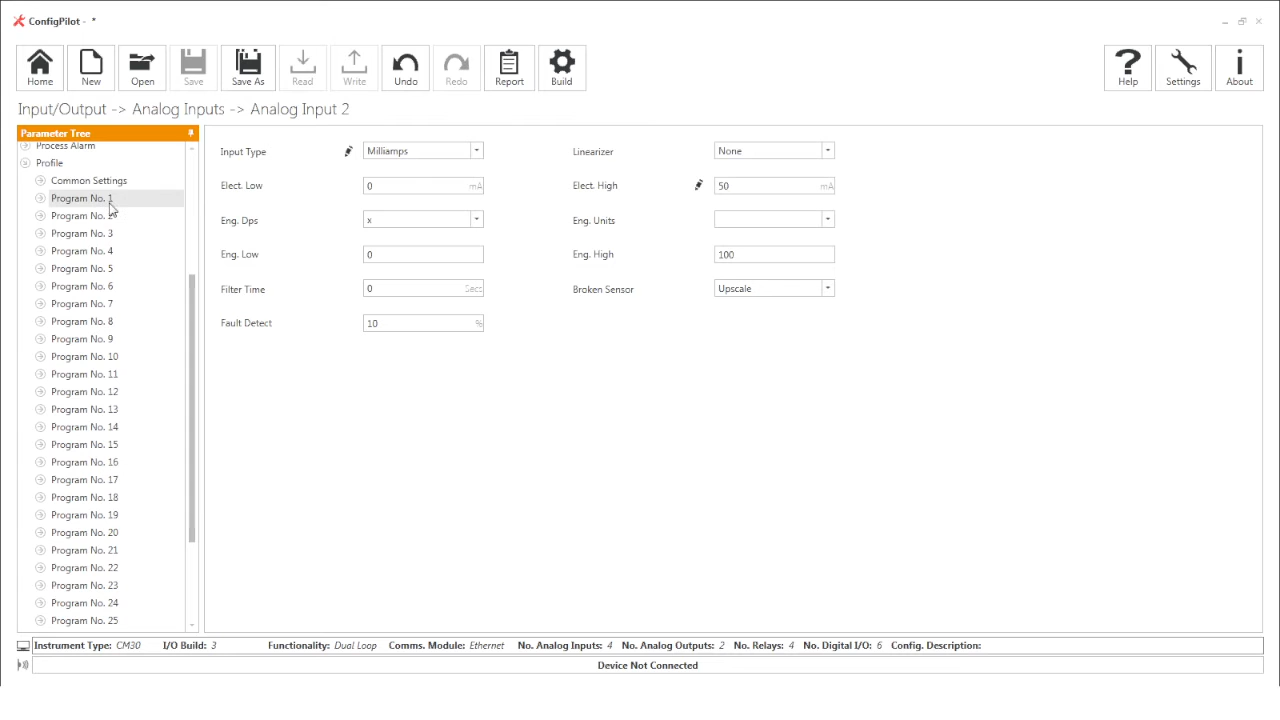 ConfigPilot - *
Home New Open Save Save As Read Write Undo Redo Report Build Help Settings About
Input/Output -> Analog Inputs -> Analog Input 2
Parameter Tree
Process Alarm
Profile
Common Settings
Program No. 1
Program No. 2
Program No. 3
Program No. 4
Program No. 5
Program No. 6
Program No. 7
Program No. 8
Program No. 9
Program No. 10
Program No. 11
Program No. 12
Program No. 13
Program No. 14
Program No. 15
Program No. 16
Program No. 17
Program No. 18
Program No. 19
Program No. 20
Program No. 21
Program No. 22
Program No. 23
Program No. 24
Program No. 25
Input Type Milliamps Linearizer None
Elect. Low 0 mA Elect. High 50 mA
Eng. Dps x Eng. Units
Eng. Low 0 Eng. High 100
Filter Time 0 Secs Broken Sensor Upscale
Fault Detect 10 %
Instrument Type: CM30 I/O Build: 3 Functionality: Dual Loop Comms. Module: Ethernet No. Analog Inputs: 4 No. Analog Outputs: 2 No. Relays: 4 No. Digital I/O: 6 Config. Description:
Device Not Connected